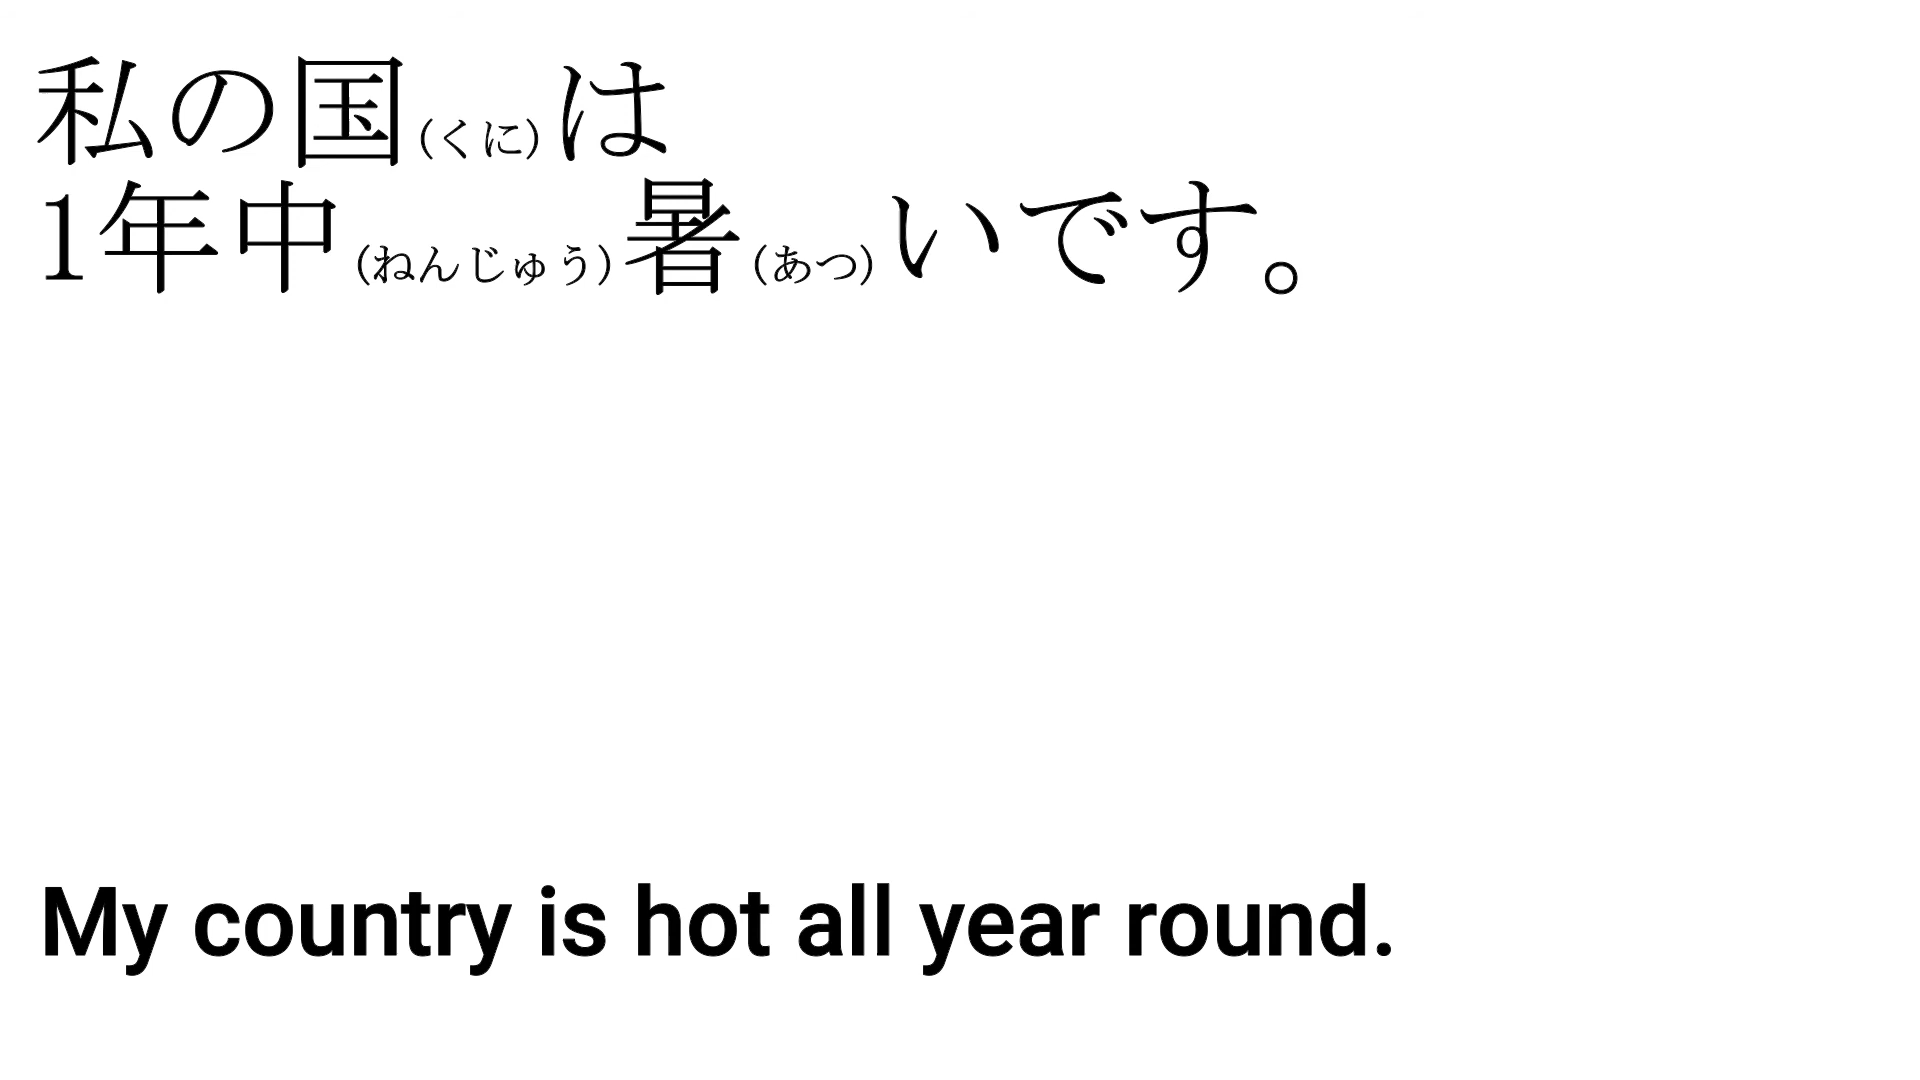 私の国(くに)は
1年中(ねんじゅう)暑(あつ)いです。
My country is hot all year round.